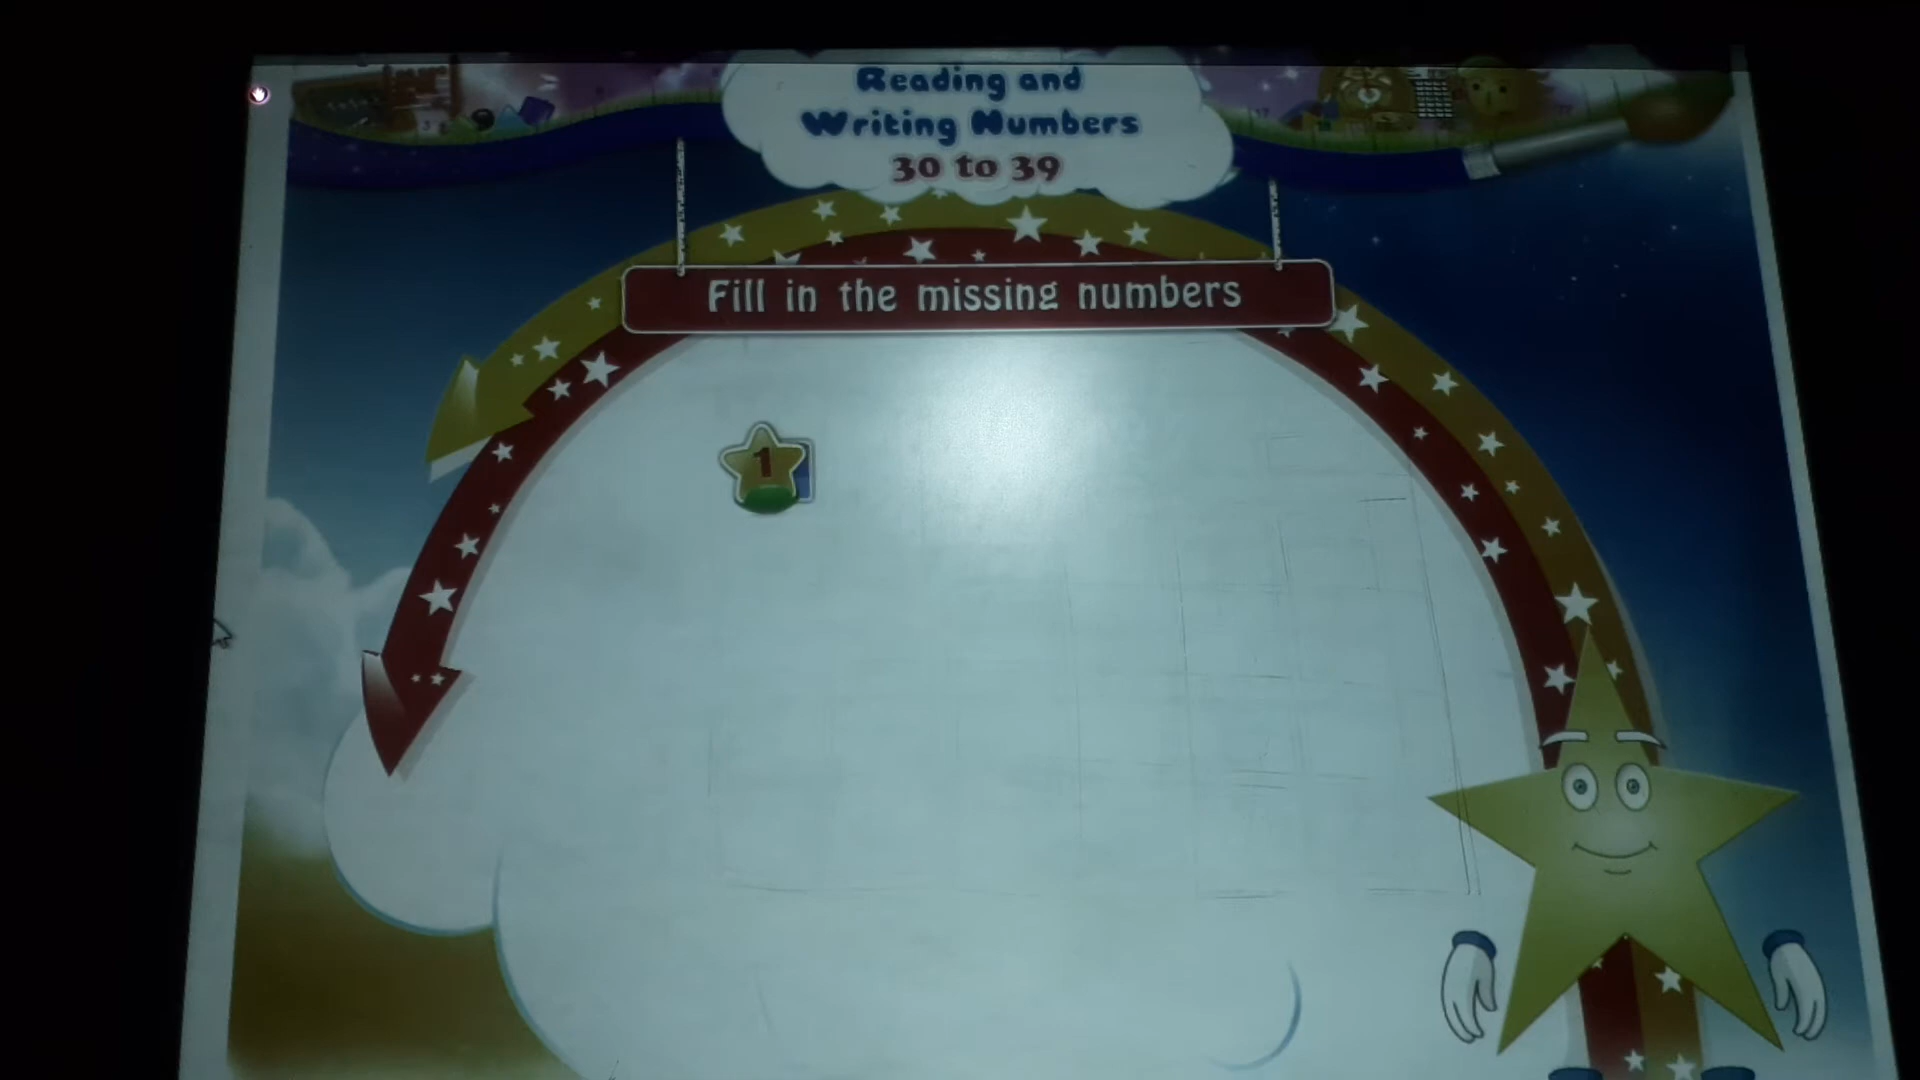 Reading and
Writing Numbers
30 to 39
Fill in the missing numbers
1